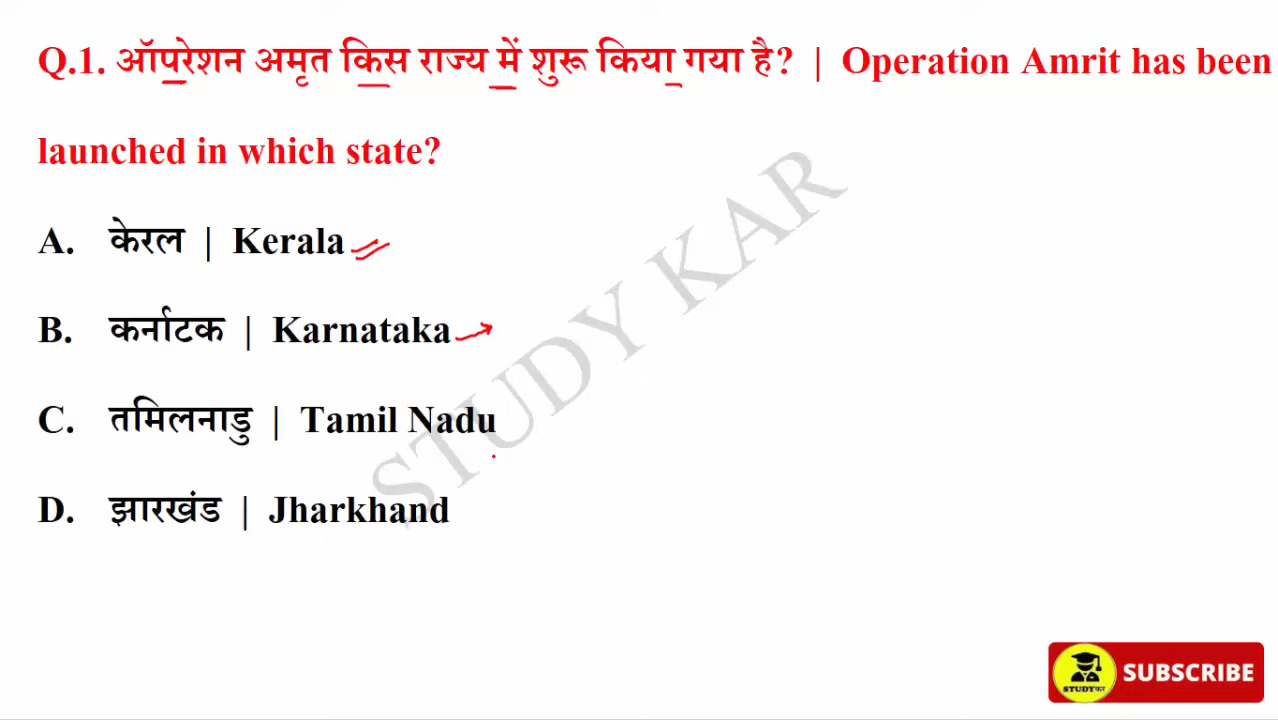 Q.1. ऑपरेशन अमृत किस राज्य में शुरू किया गया है? | Operation Amrit has been
launched in which state?
A. केरल | Kerala
B. कर्नाटक | Karnataka
C. तमिलनाडु | Tamil Nadu
D. झारखंड | Jharkhand
STUDY KAR
STUDYकर
SUBSCRIBE